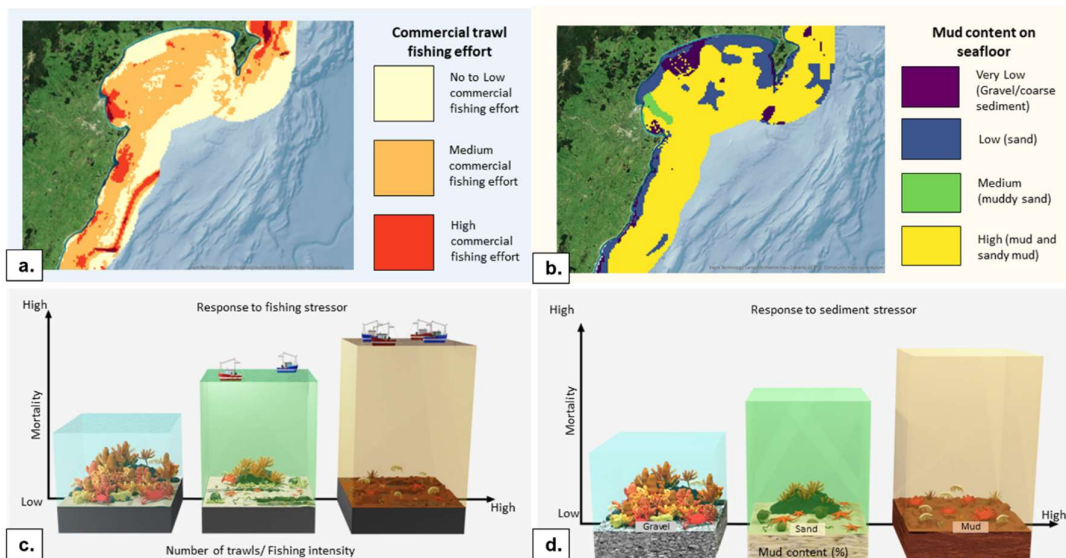 Commercial trawl
fishing effort
No to Low
commercial
fishing effort
Medium
commercial
fishing effort
High
commercial
fishing effort
a.
Mud content on
seafloor
Very Low
(Gravel/coarse
sediment)
Low (sand)
Medium
(muddy sand)
High (mud and
sandy mud)
b.
High
Response to fishing stressor
Mortality
Low
High
Number of trawls/ Fishing intensity
c.
High
Response to sediment stressor
Mortality
Low
Gravel
Sand
Mud
High
Mud content (%)
d.